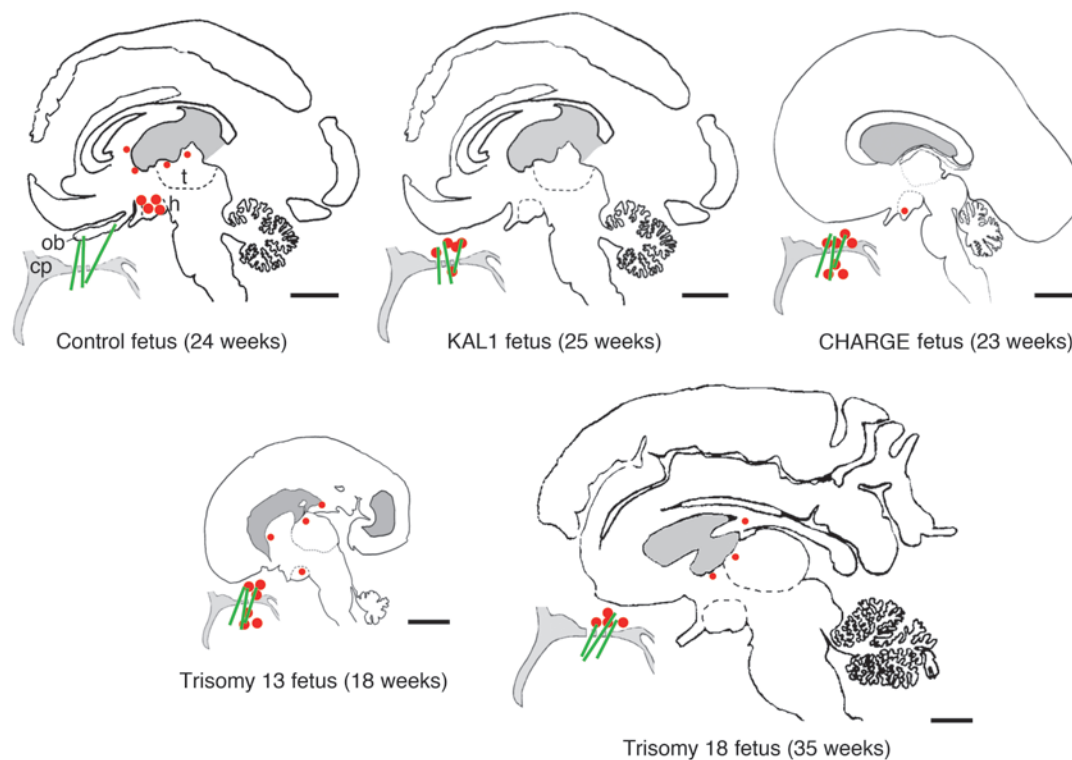 t
h
ob
cp
Control fetus (24 weeks)
KAL1 fetus (25 weeks)
CHARGE fetus (23 weeks)
Trisomy 13 fetus (18 weeks)
Trisomy 18 fetus (35 weeks)